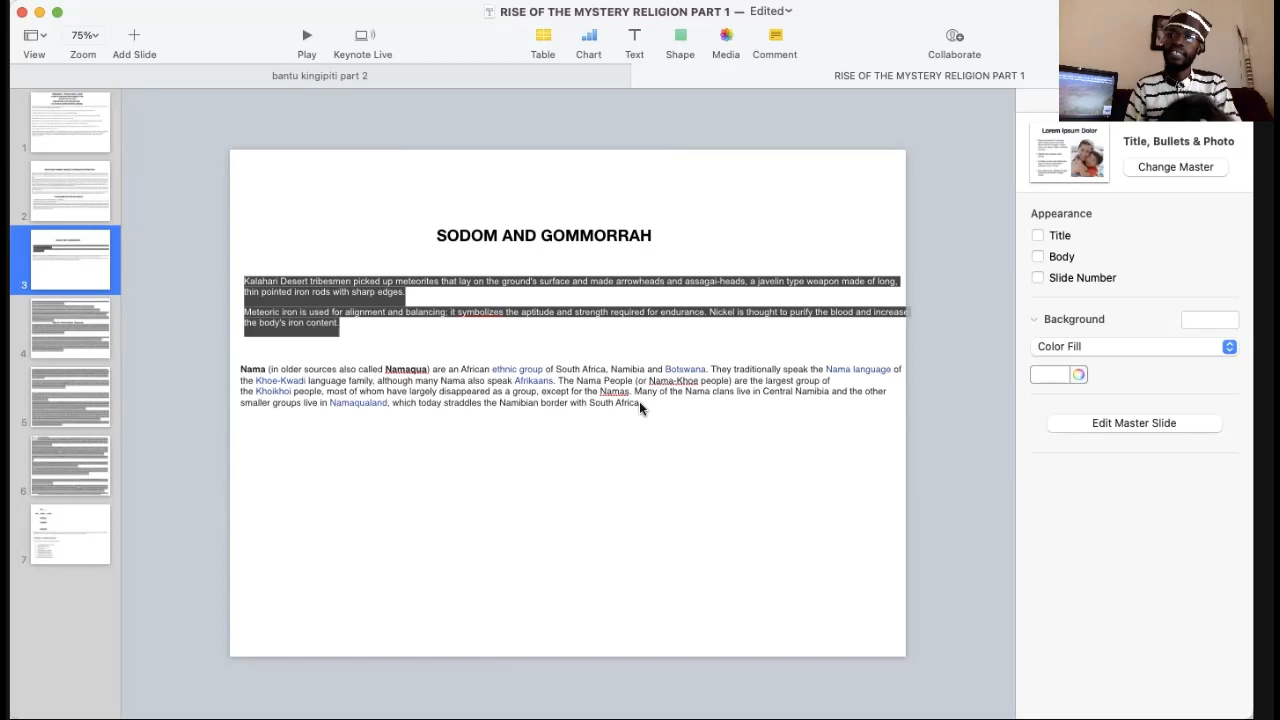 RISE OF THE MYSTERY RELIGION PART 1 — Edited
View
75%
Zoom
Add Slide
Play
Keynote Live
Table
Chart
Text
Shape
Media
Comment
Collaborate
bantu kingipiti part 2
RISE OF THE MYSTERY RELIGION PART 1
1
2
3
4
5
6
7
SODOM AND GOMMORRAH
Kalahari Desert tribesmen picked up meteorites that lay on the ground's surface and made arrowheads and assagai-heads, a javelin type weapon made of long,
thin pointed iron rods with sharp edges.
Meteoric iron is used for alignment and balancing; it symbolizes the aptitude and strength required for endurance. Nickel is thought to purify the blood and increase
the body's iron content.
Nama (in older sources also called Namaqua) are an African ethnic group of South Africa, Namibia and Botswana. They traditionally speak the Nama language of
the Khoe-Kwadi language family, although many Nama also speak Afrikaans. The Nama People (or Nama-Khoe people) are the largest group of
the Khoikhoi people, most of whom have largely disappeared as a group, except for the Namas. Many of the Nama clans live in Central Namibia and the other
smaller groups live in Namaqualand, which today straddles the Namibian border with South Africa.
Lorem Ipsum Dolor
Title, Bullets & Photo
Change Master
Appearance
Title
Body
Slide Number
Background
Color Fill
Edit Master Slide